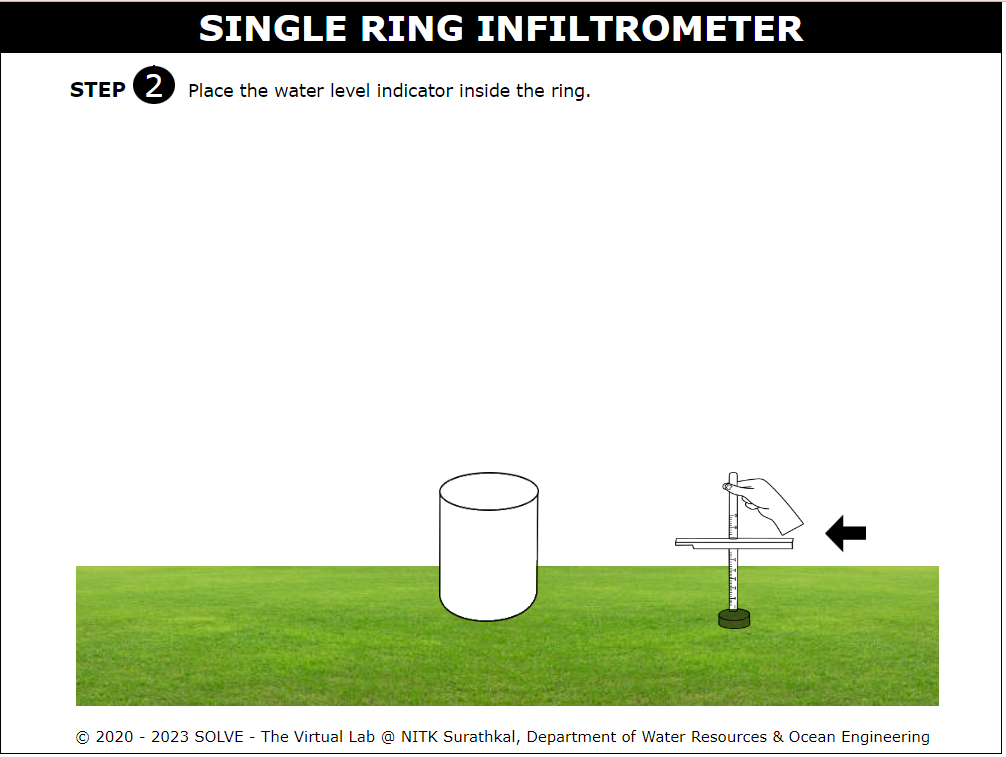 SINGLE RING INFILTROMETER
STEP 2 Place the water level indicator inside the ring.
© 2020 - 2023 SOLVE - The Virtual Lab @ NITK Surathkal, Department of Water Resources & Ocean Engineering